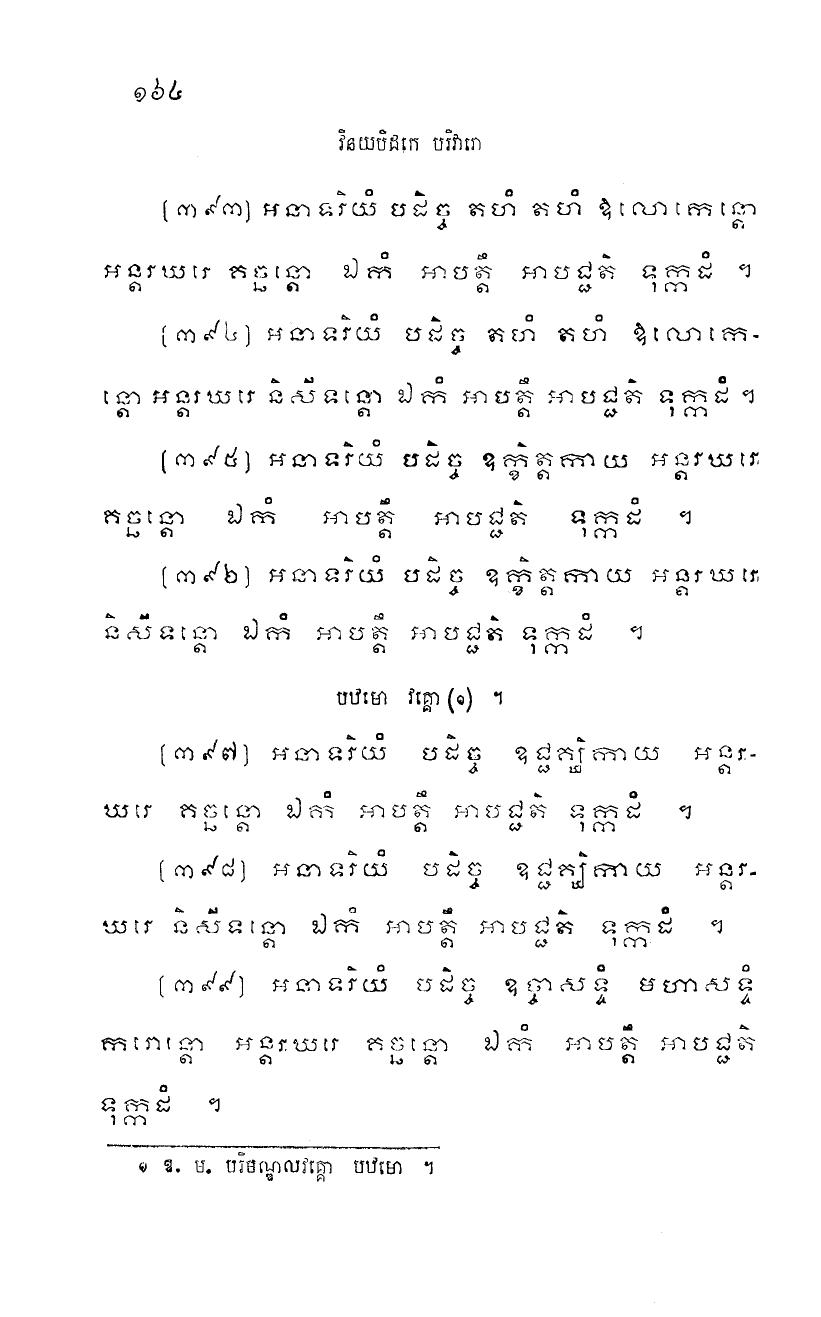 ១៦៤
វិនយបិដកេ បរិវារោ
[៣៩៣] អនាទរិយំ បដិច្ច តហំ តហំ ឱលោកេន្តោ
អន្តរឃរេ គច្ឆន្តោ ឯកំ អាបត្តឹ អាបជ្ជតិ ទុក្កដំ ។
[៣៩៤] អនាទរិយំ បដិច្ច តហំ តហំ ឱលោកេ-
ន្តោ អន្តរឃរេ និសីទន្តោ ឯកំ អាបត្តឹ អាបជ្ជតិ ទុក្កដំ ។
[៣៩៥] អនាទរិយំ បដិច្ច ឧក្ខិត្តកាយ អន្តរឃរេ
គច្ឆន្តោ ឯកំ អាបត្តឹ អាបជ្ជតិ ទុក្កដំ ។
[៣៩៦] អនាទរិយំ បដិច្ច ឧក្ខិត្តកាយ អន្តរឃរេ
និសីទន្តោ ឯកំ អាបត្តឹ អាបជ្ជតិ ទុក្កដំ ។
បឋមោ វគ្គោ (១) ។
[៣៩៧] អនាទរិយំ បដិច្ច ឧជ្ជគ្ឃិកាយ អន្តរ-
ឃរេ គច្ឆន្តោ ឯកំ អាបត្តឹ អាបជ្ជតិ ទុក្កដំ ។
[៣៩៨] អនាទរិយំ បដិច្ច ឧជ្ជគ្ឃិកាយ អន្តរ-
ឃរេ និសីទន្តោ ឯកំ អាបត្តឹ អាបជ្ជតិ ទុក្កដំ ។
[៣៩៩] អនាទរិយំ បដិច្ច ឧច្ចាសទ្ទំ មហាសទ្ទំ
ករោន្តោ អន្តរឃរេ គច្ឆន្តោ ឯកំ អាបត្តឹ អាបជ្ជតិ
ទុក្កដំ ។
១ ឱ. ម. បរិមណ្ឌលវគ្គោ បឋមោ ។